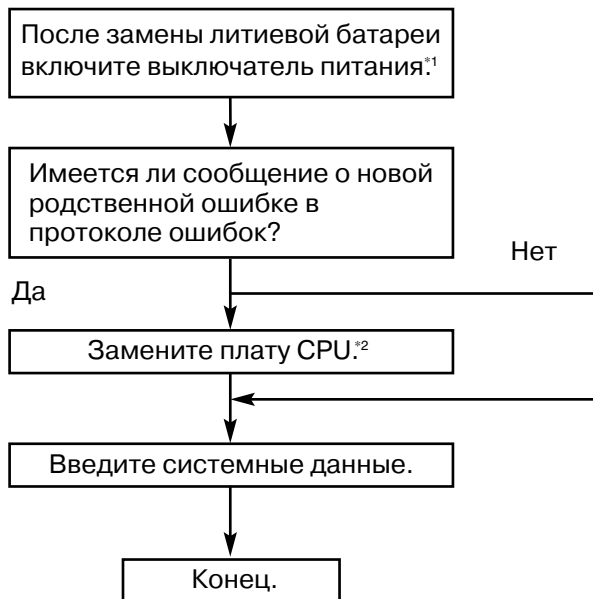 После замены литиевой батареи
включите выключатель питания.*1
Имеется ли сообщение о новой
родственной ошибке в
протоколе ошибок?
Нет
Да
Замените плату CPU.*2
Введите системные данные.
Конец.